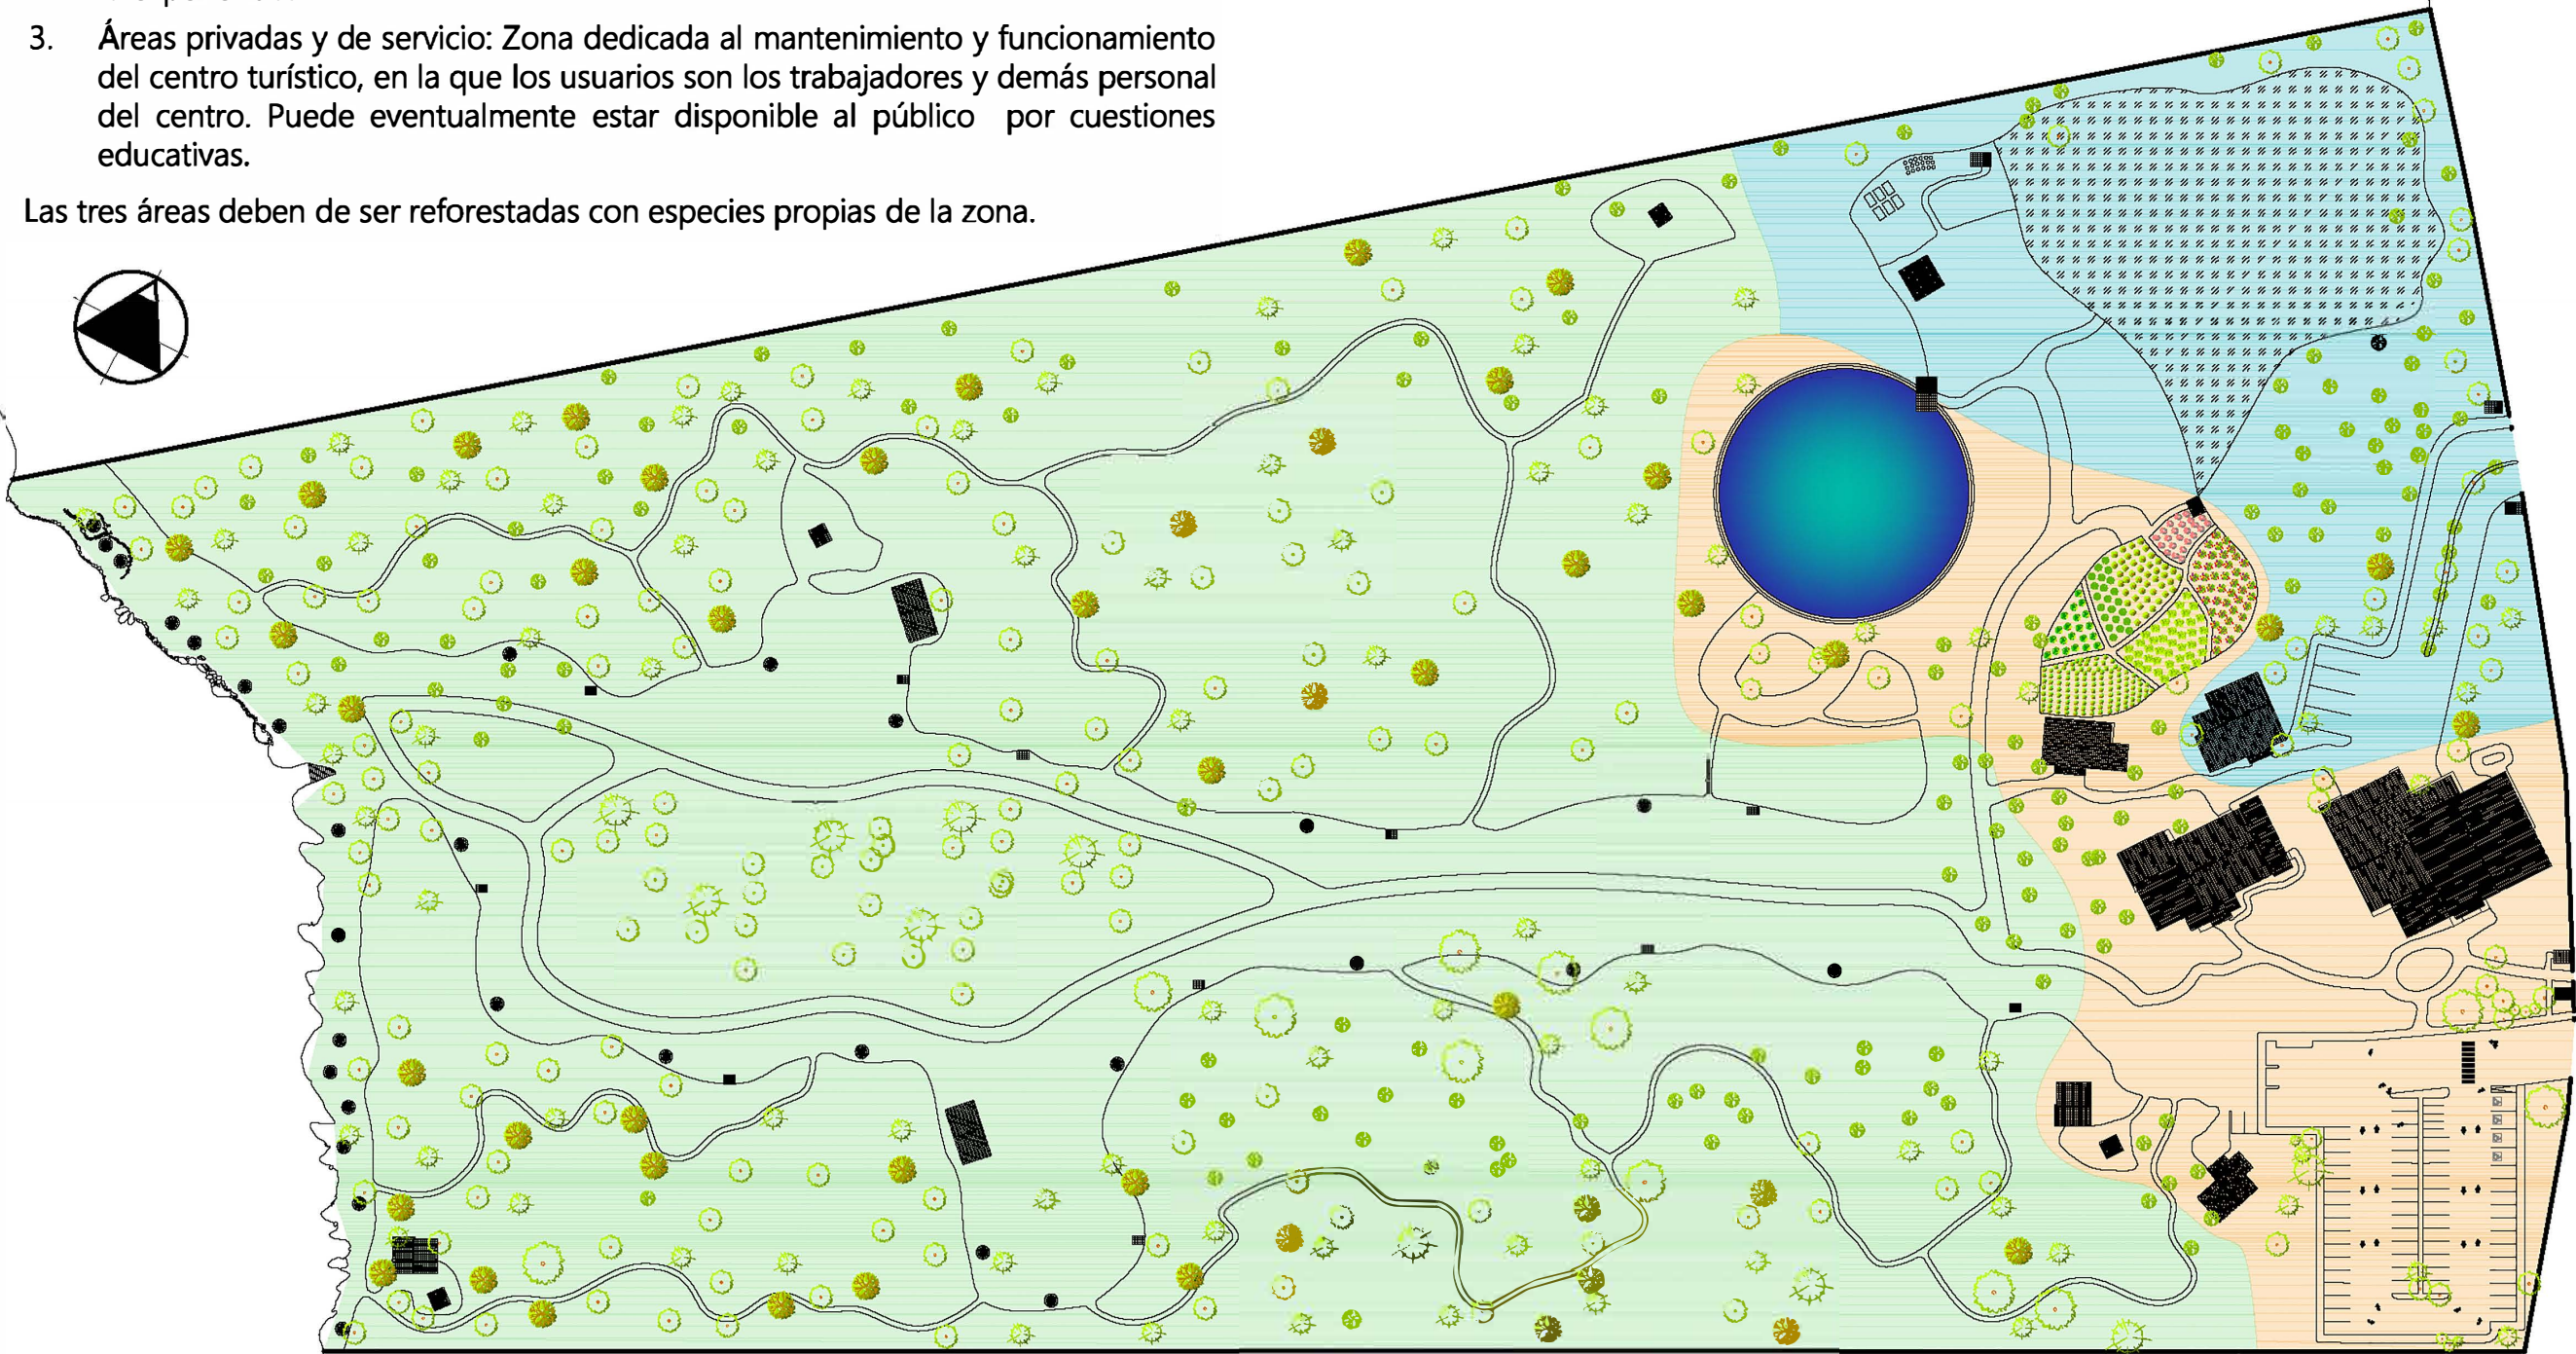 3. Áreas privadas y de servicio: Zona dedicada al mantenimiento y funcionamiento
del centro turístico, en la que los usuarios son los trabajadores y demás personal
del centro. Puede eventualmente estar disponible al público por cuestiones
educativas.
Las tres áreas deben de ser reforestadas con especies propias de la zona.